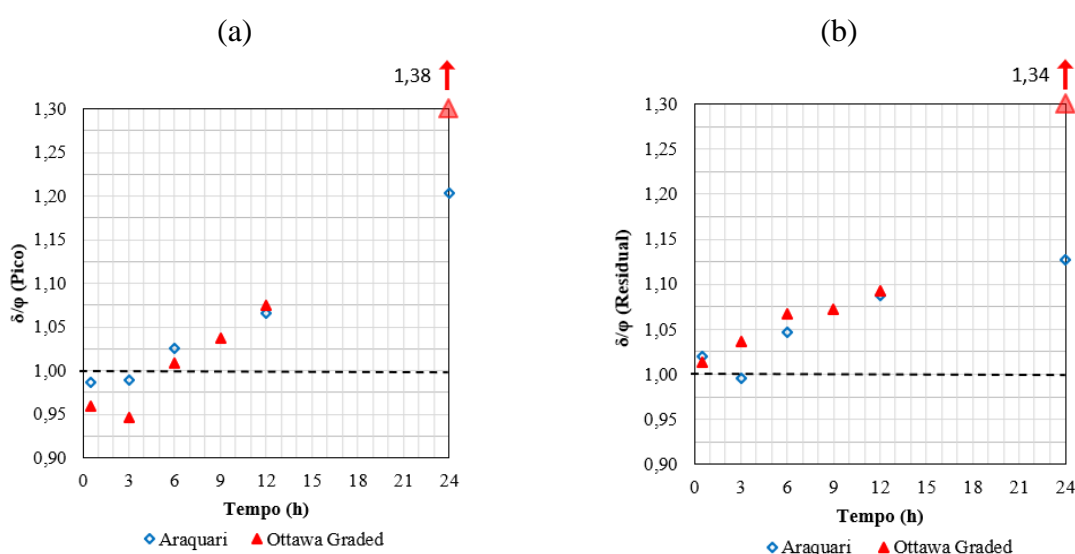 (a)
1,38
1,30
1,25
1,20
1,15
1,10
1,05
1,00
0,95
0,90
δ/φ (Pico)
0 3 6 9 12 15 18 21 24
Tempo (h)
Araquari Ottawa Graded
(b)
1,34
1,30
1,25
1,20
1,15
1,10
1,05
1,00
0,95
0,90
δ/φ (Residual)
0 3 6 9 12 15 18 21 24
Tempo (h)
Araquari Ottawa Graded